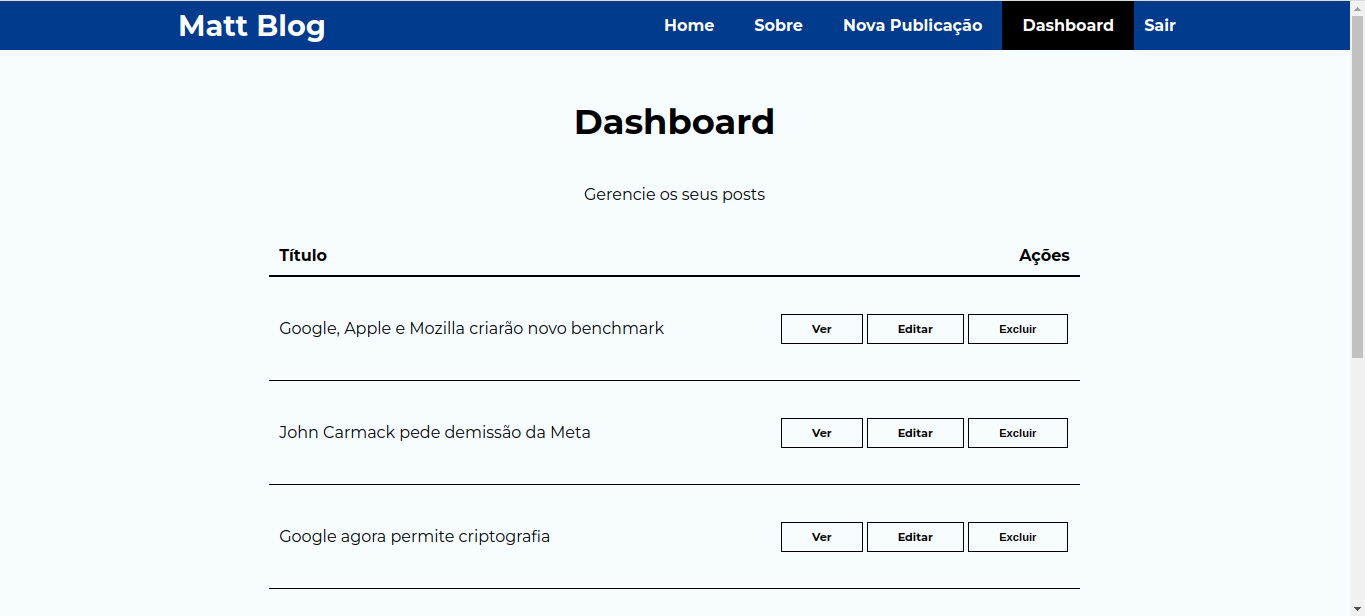 Matt Blog Home Sobre Nova Publicação Dashboard Sair
Dashboard
Gerencie os seus posts
Título Ações
Google, Apple e Mozilla criarão novo benchmark Ver Editar Excluir
John Carmack pede demissão da Meta Ver Editar Excluir
Google agora permite criptografia Ver Editar Excluir